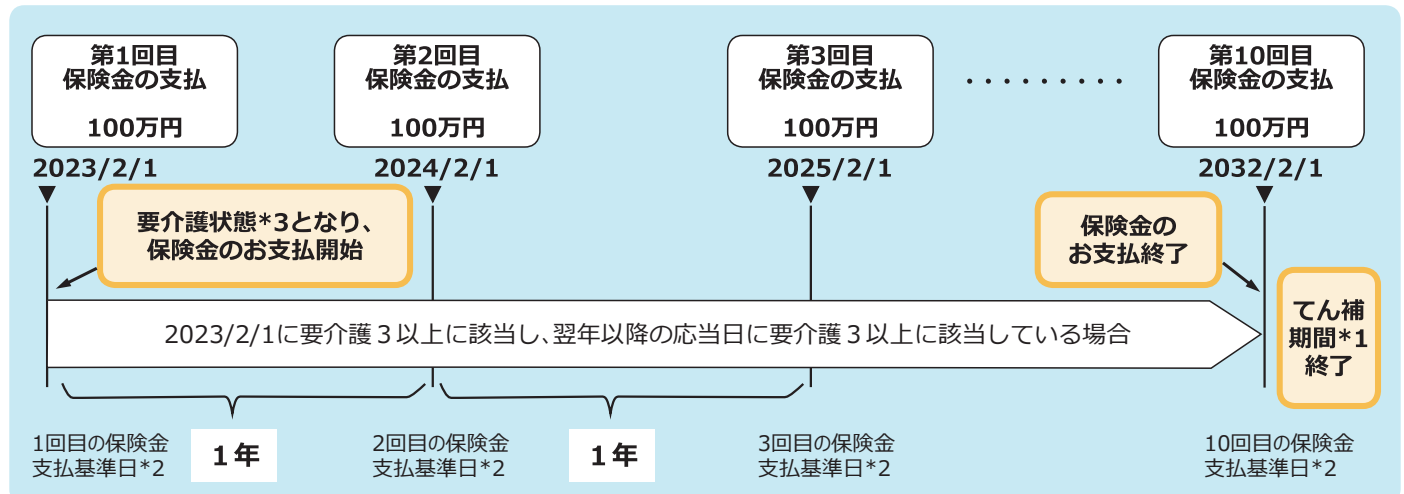 第1回目
保険金の支払
100万円
第2回目
保険金の支払
100万円
第3回目
保険金の支払
100万円
・・・・・・・・・
第10回目
保険金の支払
100万円
2023/2/1
2024/2/1
2025/2/1
2032/2/1
要介護状態*3となり、
保険金のお支払開始
保険金の
お支払終了
2023/2/1に要介護３以上に該当し、翌年以降の応当日に要介護３以上に該当している場合
てん補
期間*1
終了
1回目の保険金
支払基準日*2
１年
2回目の保険金
支払基準日*2
１年
3回目の保険金
支払基準日*2
10回目の保険金
支払基準日*2